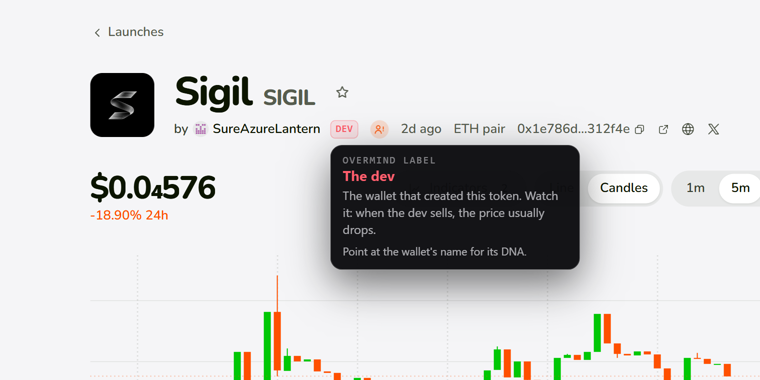 Launches
Sigil SIGIL
by SureAzureLantern DEV 2d ago ETH pair 0x1e786d...312f4e
OVERMIND LABEL
The dev
The wallet that created this token. Watch
it: when the dev sells, the price usually
drops.
Point at the wallet's name for its DNA.
$0.0₄576
-18.90% 24h
Candles
1m 5m